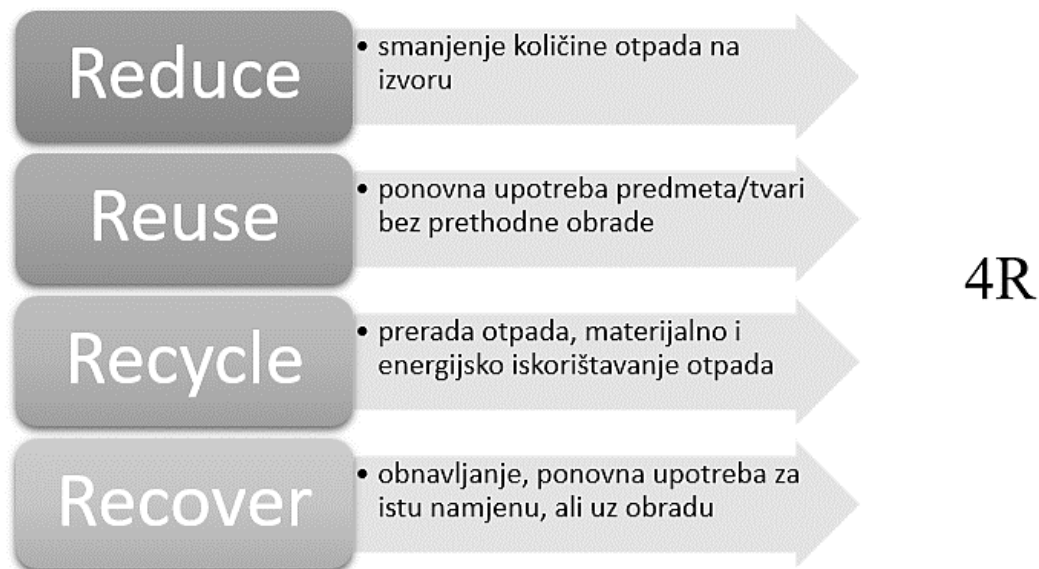 Reduce
• smanjenje količine otpada na
izvoru
Reuse
• ponovna upotreba predmeta/tvari
bez prethodne obrade
4R
Recycle
• prerada otpada, materijalno i
energijsko iskorištavanje otpada
Recover
• obnavljanje, ponovna upotreba za
istu namjenu, ali uz obradu